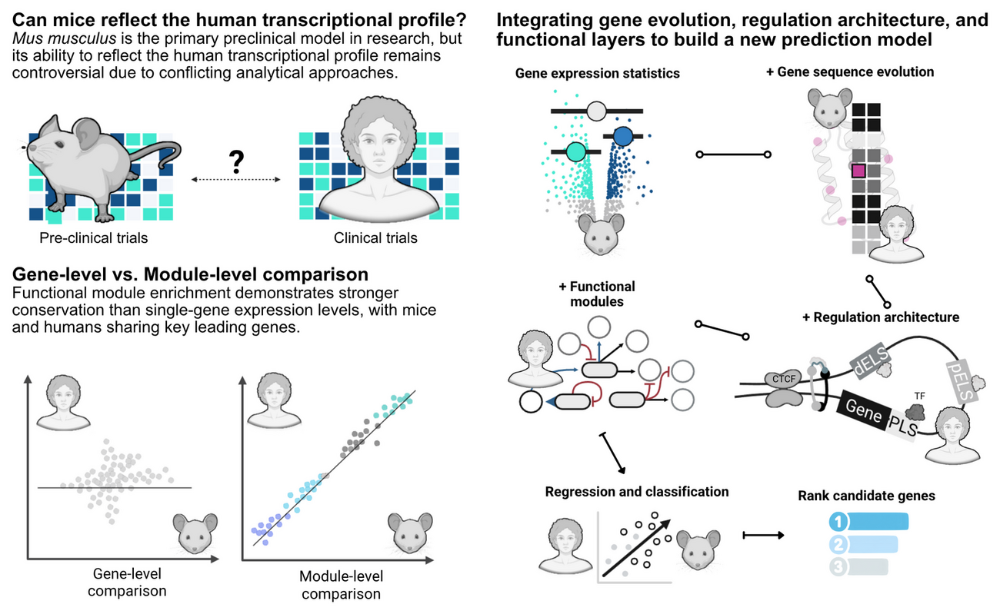 Can mice reflect the human transcriptional profile?
Mus musculus is the primary preclinical model in research, but
its ability to reflect the human transcriptional profile remains
controversial due to conflicting analytical approaches.
?
Pre-clinical trials
Clinical trials
Gene-level vs. Module-level comparison
Functional module enrichment demonstrates stronger
conservation than single-gene expression levels, with mice
and humans sharing key leading genes.
Gene-level
comparison
Module-level
comparison
Integrating gene evolution, regulation architecture, and
functional layers to build a new prediction model
Gene expression statistics
+ Gene sequence evolution
+ Functional
modules
+ Regulation architecture
CTCF
dELS
pELS
TF
Gene
PLS
Regression and classification
Rank candidate genes
1
2
3